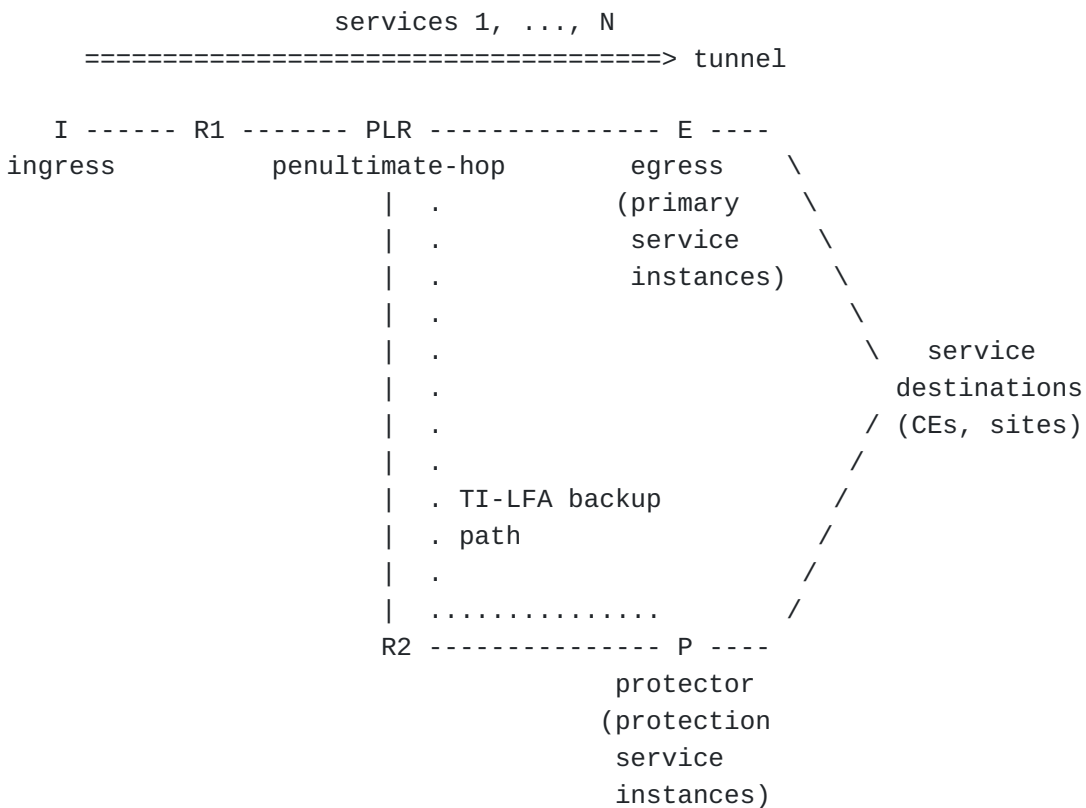 services 1, ..., N
=====================================> tunnel
I ------ R1 ------- PLR --------------- E ----
ingress penultimate-hop egress \
| . (primary \
| . service \
| . instances) \
| . \
| . \ service
| . destinations
| . / (CEs, sites)
| . /
| . TI-LFA backup /
| . path /
| . /
| ............... /
R2 --------------- P ----
protector
(protection
service
instances)